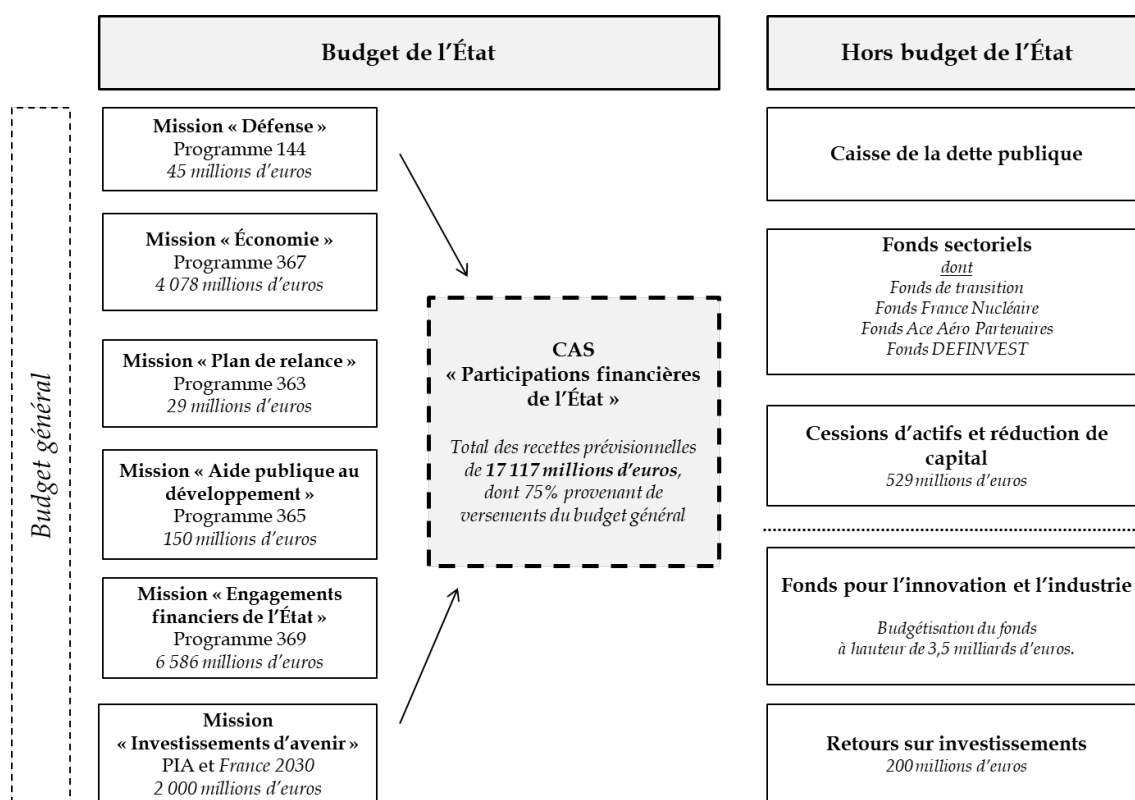 Budget de l’État
Hors budget de l’État
Budget général
Mission « Défense »
Programme 144
45 millions d’euros
Mission « Économie »
Programme 367
4 078 millions d’euros
Mission « Plan de relance »
Programme 363
29 millions d’euros
Mission « Aide publique au
développement »
Programme 365
150 millions d’euros
Mission « Engagements
financiers de l’État »
Programme 369
6 586 millions d’euros
Mission
« Investissements d’avenir »
PIA et France 2030
2 000 millions d’euros
CAS
« Participations financières
de l’État »
Total des recettes prévisionnelles
de 17 117 millions d’euros,
dont 75% provenant de
versements du budget général
Caisse de la dette publique
Fonds sectoriels
dont
Fonds de transition
Fonds France Nucléaire
Fonds Ace Aéro Partenaires
Fonds DEFINVEST
Cessions d’actifs et réduction de
capital
529 millions d’euros
Fonds pour l’innovation et l’industrie
Budgétisation du fonds
à hauteur de 3,5 milliards d’euros.
Retours sur investissements
200 millions d’euros